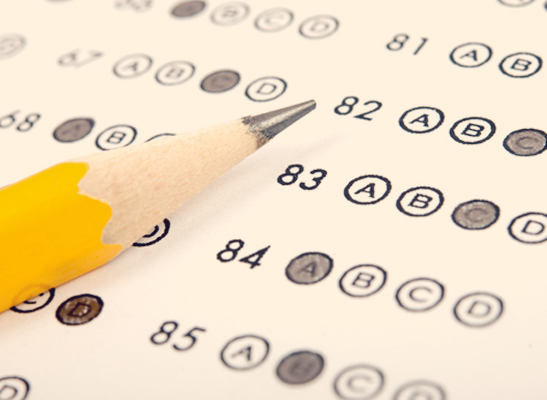 B C D
67 A B C D
68 A B
D
B
81 A B
82 A B C
83 A B C D
84 A B C D
85 A B C D